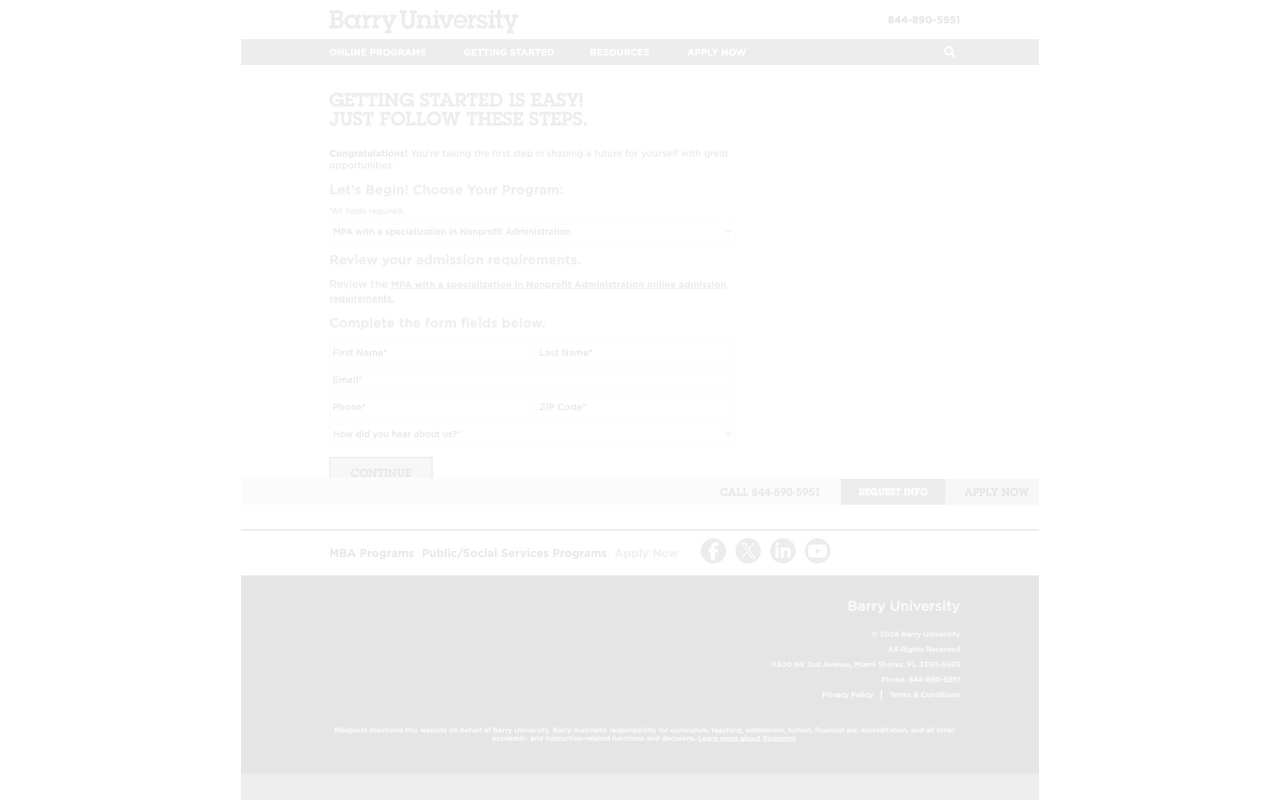 Barry University
844-890-5951
ONLINE PROGRAMS GETTING STARTED RESOURCES APPLY NOW
GETTING STARTED IS EASY!
JUST FOLLOW THESE STEPS.
Congratulations! You're taking the first step in shaping a future for yourself with great
opportunities.
Let's Begin! Choose Your Program:
*All fields required.
MPA with a specialization in Nonprofit Administration
Review your admission requirements.
Review the MPA with a specialization in Nonprofit Administration online admission
requirements.
Complete the form fields below.
First Name* Last Name*
Email*
Phone* ZIP Code*
How did you hear about us?*
CONTINUE
CALL 844-890-5951 REQUEST INFO APPLY NOW
MBA Programs Public/Social Services Programs Apply Now
Barry University
© 2024 Barry University
All Rights Reserved
11300 NE 2nd Avenue, Miami Shores, FL 33161-6695
Phone: 844-890-5951
Privacy Policy | Terms & Conditions
Risepoint maintains this website on behalf of Barry University. Barry maintains responsibility for curriculum, teaching, admissions, tuition, financial aid, accreditation, and all other
academic- and instruction-related functions and decisions. Learn more about Risepoint.